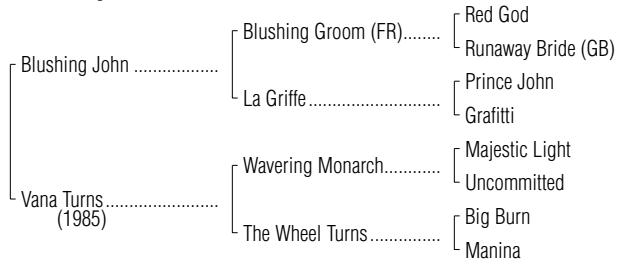 Red God
Blushing Groom (FR)........
Runaway Bride (GB)
Blushing John ..................
Prince John
La Griffe............................
Grafitti
Majestic Light
Wavering Monarch............
Uncommitted
Vana Turns........................
(1985)
Big Burn
The Wheel Turns...............
Manina